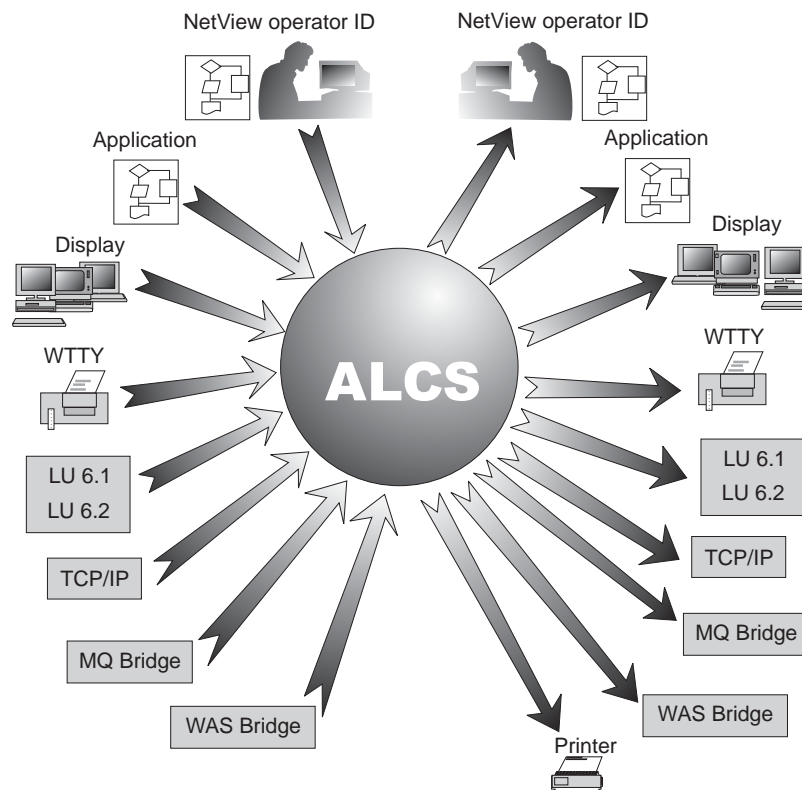 NetView operator ID
NetView operator ID
Application
Application
Display
Display
WTTY
WTTY
ALCS
LU 6.1
LU 6.2
LU 6.1
LU 6.2
TCP/IP
TCP/IP
MQ Bridge
MQ Bridge
WAS Bridge
WAS Bridge
Printer